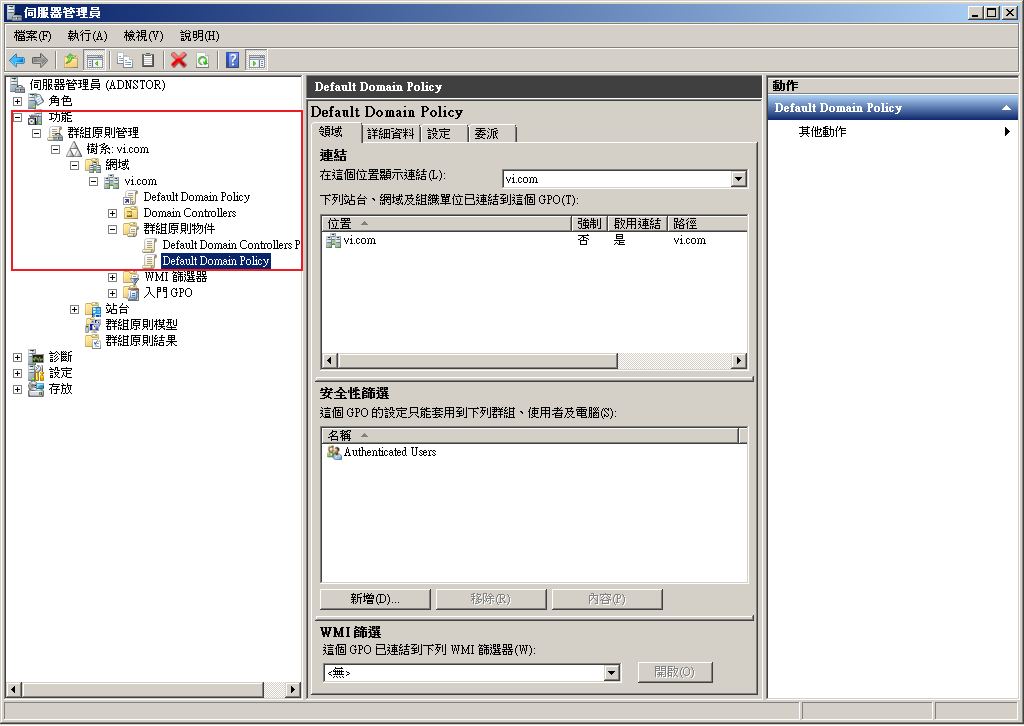 伺服器管理員
檔案(F) 執行(A) 檢視(V) 說明(H)
伺服器管理員 (ADNSTOR)
角色
功能
群組原則管理
樹系: vi.com
網域
vi.com
Default Domain Policy
Domain Controllers
群組原則物件
Default Domain Controllers P
Default Domain Policy
WMI 篩選器
入門 GPO
站台
群組原則模型
群組原則結果
診斷
設定
存放
Default Domain Policy
Default Domain Policy
領域 詳細資料 設定 委派
連結
在這個位置顯示連結(L):
vi.com
下列站台、網域及組織單位已連結到這個 GPO(T):
位置 強制 啟用連結 路徑
vi.com 否 是 vi.com
安全性篩選
這個 GPO 的設定只能套用到下列群組、使用者及電腦(S):
名稱
Authenticated Users
新增(D)... 移除(R) 內容(P)
WMI 篩選
這個 GPO 已連結到下列 WMI 篩選器(W):
<無> 開啟(O)
動作
Default Domain Policy
其他動作